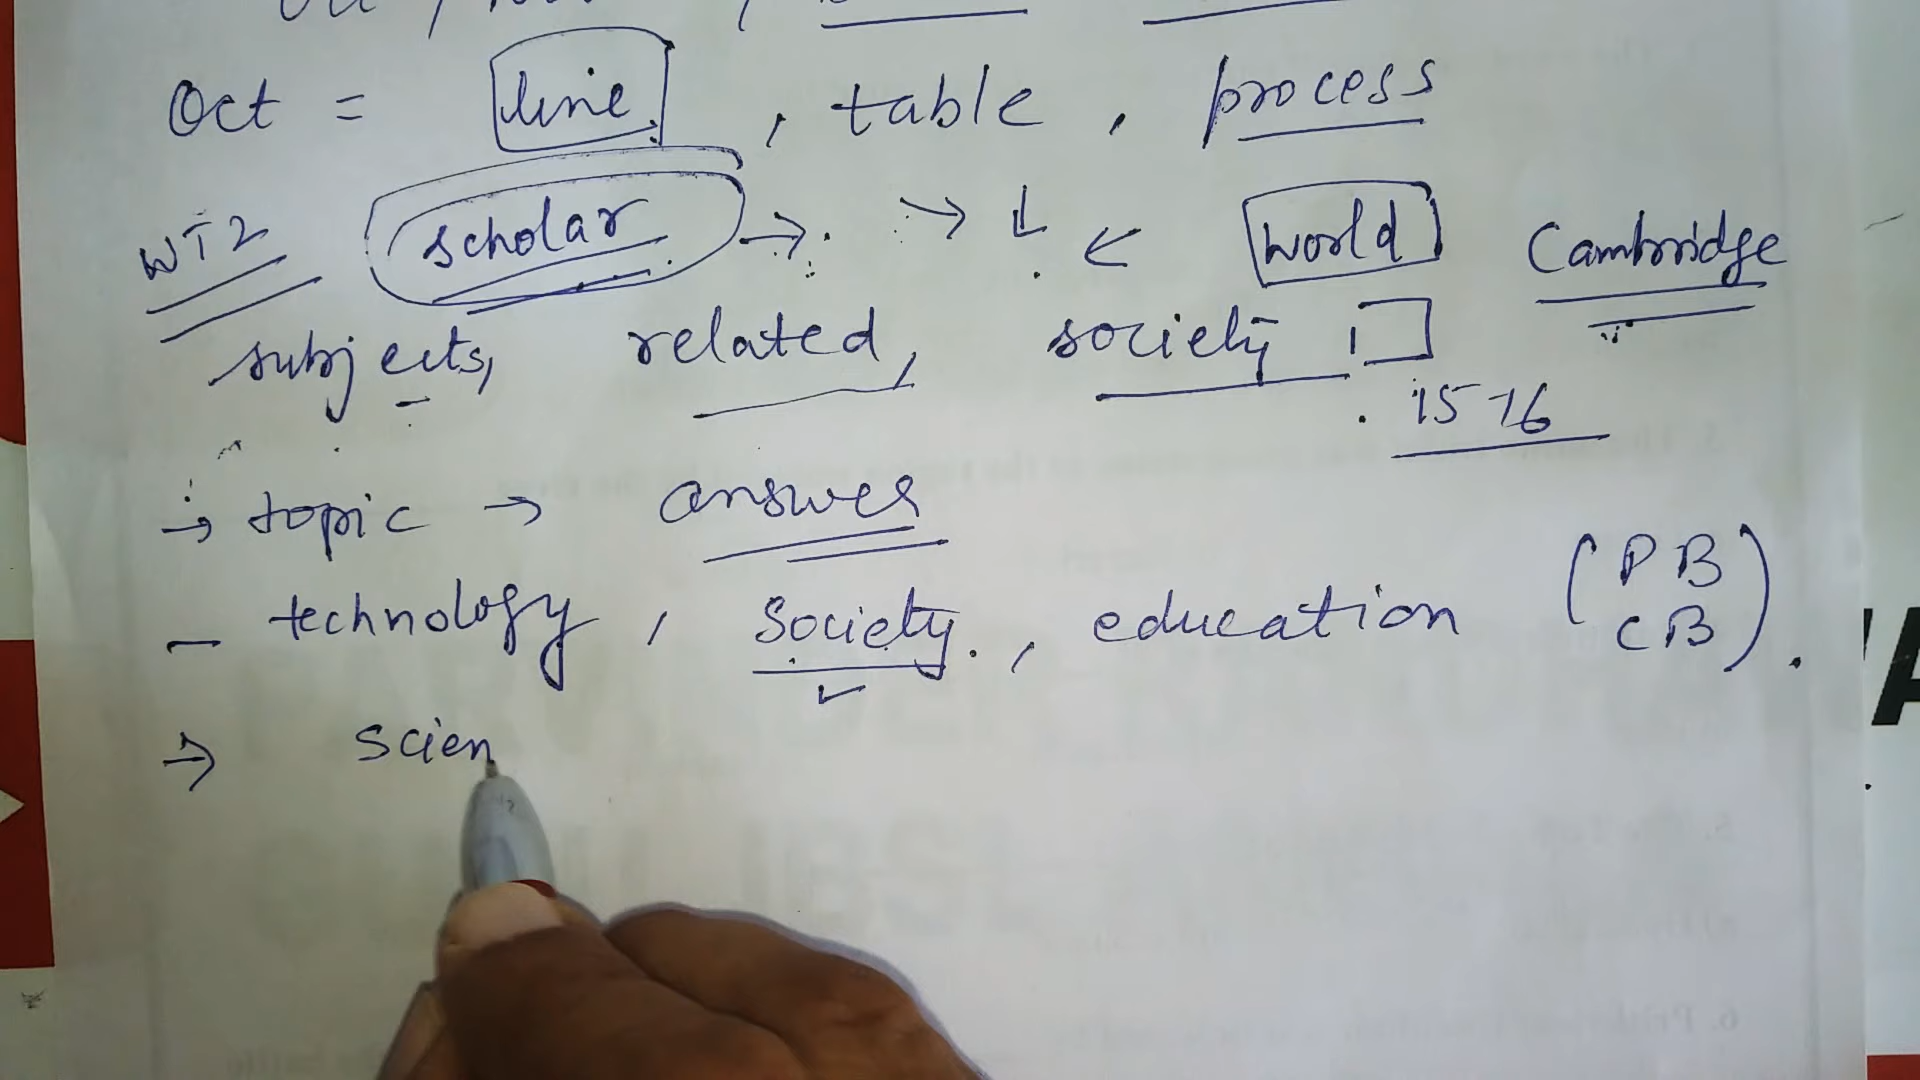 Oct = line , table , process
WT2 scholar → → ↓ ← world Cambridge
subjects, related, society
15 16
→ topic → answer
- technology , Society. , education (PB CB).
→ scien